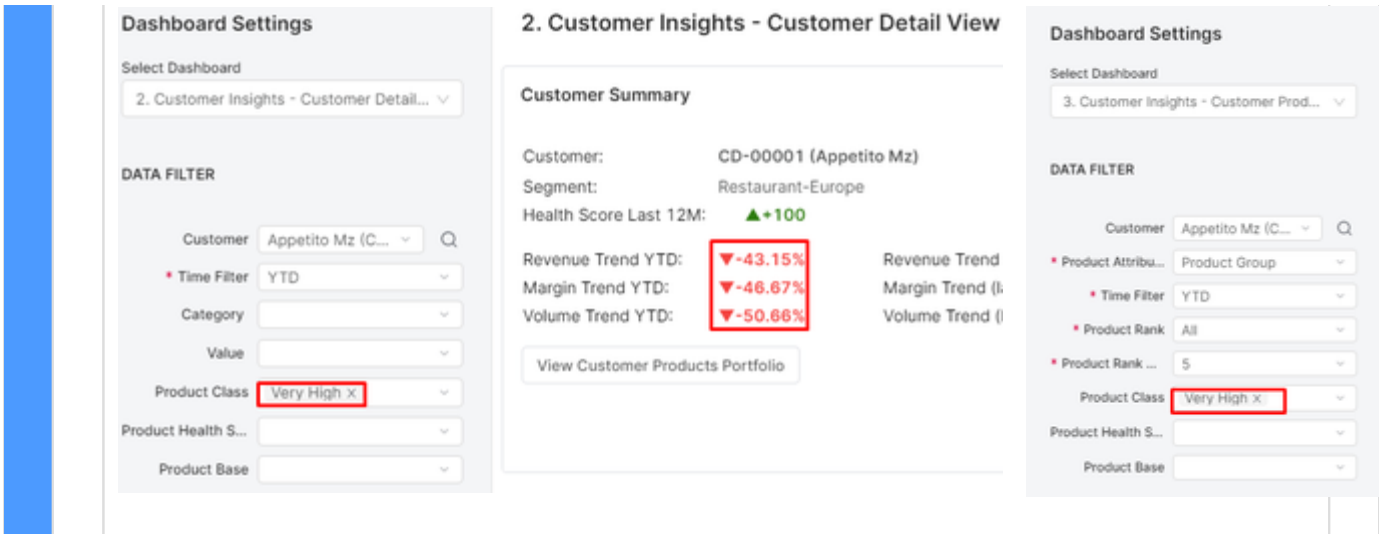 Dashboard Settings
Select Dashboard
2. Customer Insights - Customer Detail...
DATA FILTER
Customer Appetito Mz (C...
* Time Filter YTD
Category
Value
Product Class Very High ×
Product Health S...
Product Base
2. Customer Insights - Customer Detail View
Customer Summary
Customer: CD-00001 (Appetito Mz)
Segment: Restaurant-Europe
Health Score Last 12M: ▲+100
Revenue Trend YTD: ▼-43.15% Revenue Trend
Margin Trend YTD: ▼-46.67% Margin Trend
Volume Trend YTD: ▼-50.66% Volume Trend
View Customer Products Portfolio
Dashboard Settings
Select Dashboard
3. Customer Insights - Customer Prod...
DATA FILTER
Customer Appetito Mz (C...
* Product Attribu... Product Group
* Time Filter YTD
* Product Rank All
* Product Rank ... 5
Product Class Very High ×
Product Health S...
Product Base